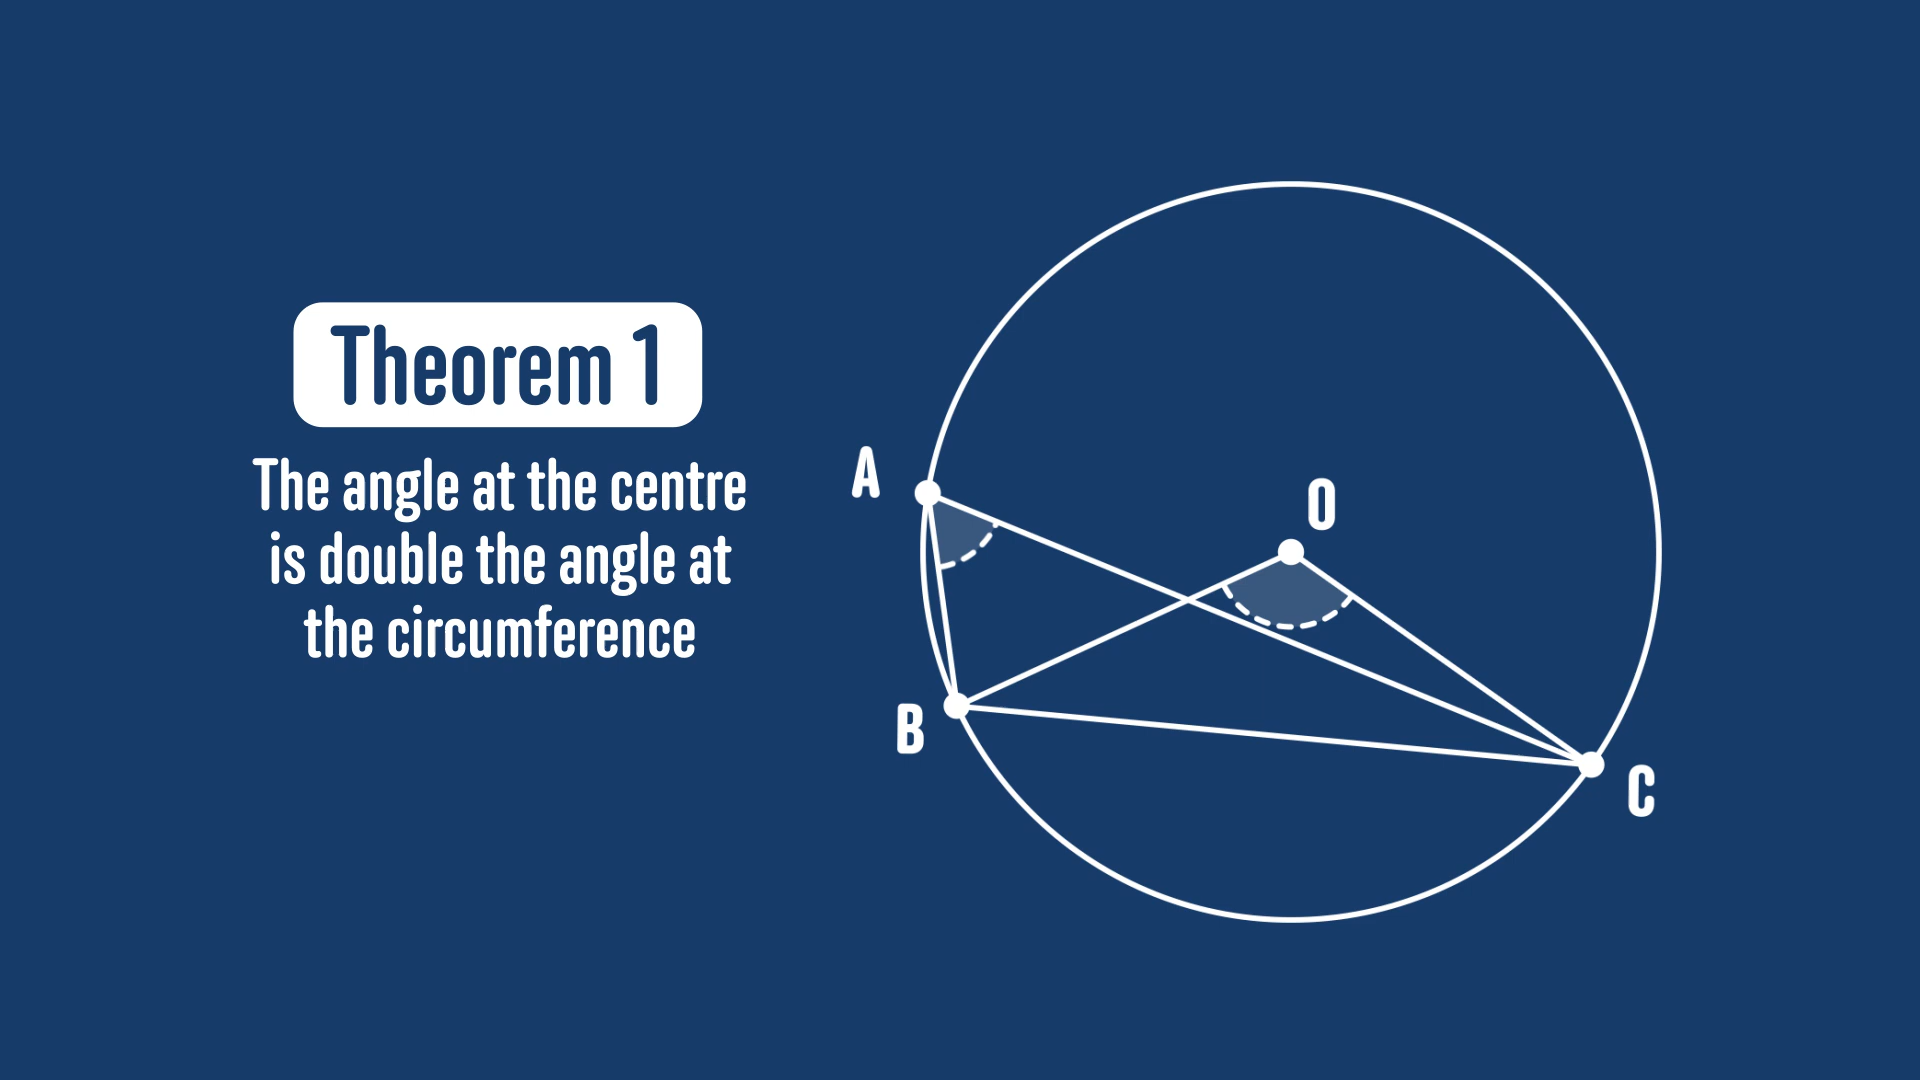 Theorem 1
The angle at the centre
is double the angle at
the circumference
A
O
B
C